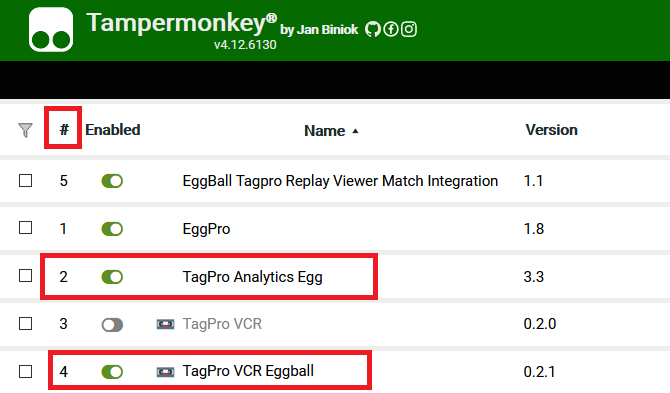 Tampermonkey® by Jan Biniok
v4.12.6130
# Enabled Name Version
5 EggBall Tagpro Replay Viewer Match Integration 1.1
1 EggPro 1.8
2 TagPro Analytics Egg 3.3
3 TagPro VCR 0.2.0
4 TagPro VCR Eggball 0.2.1